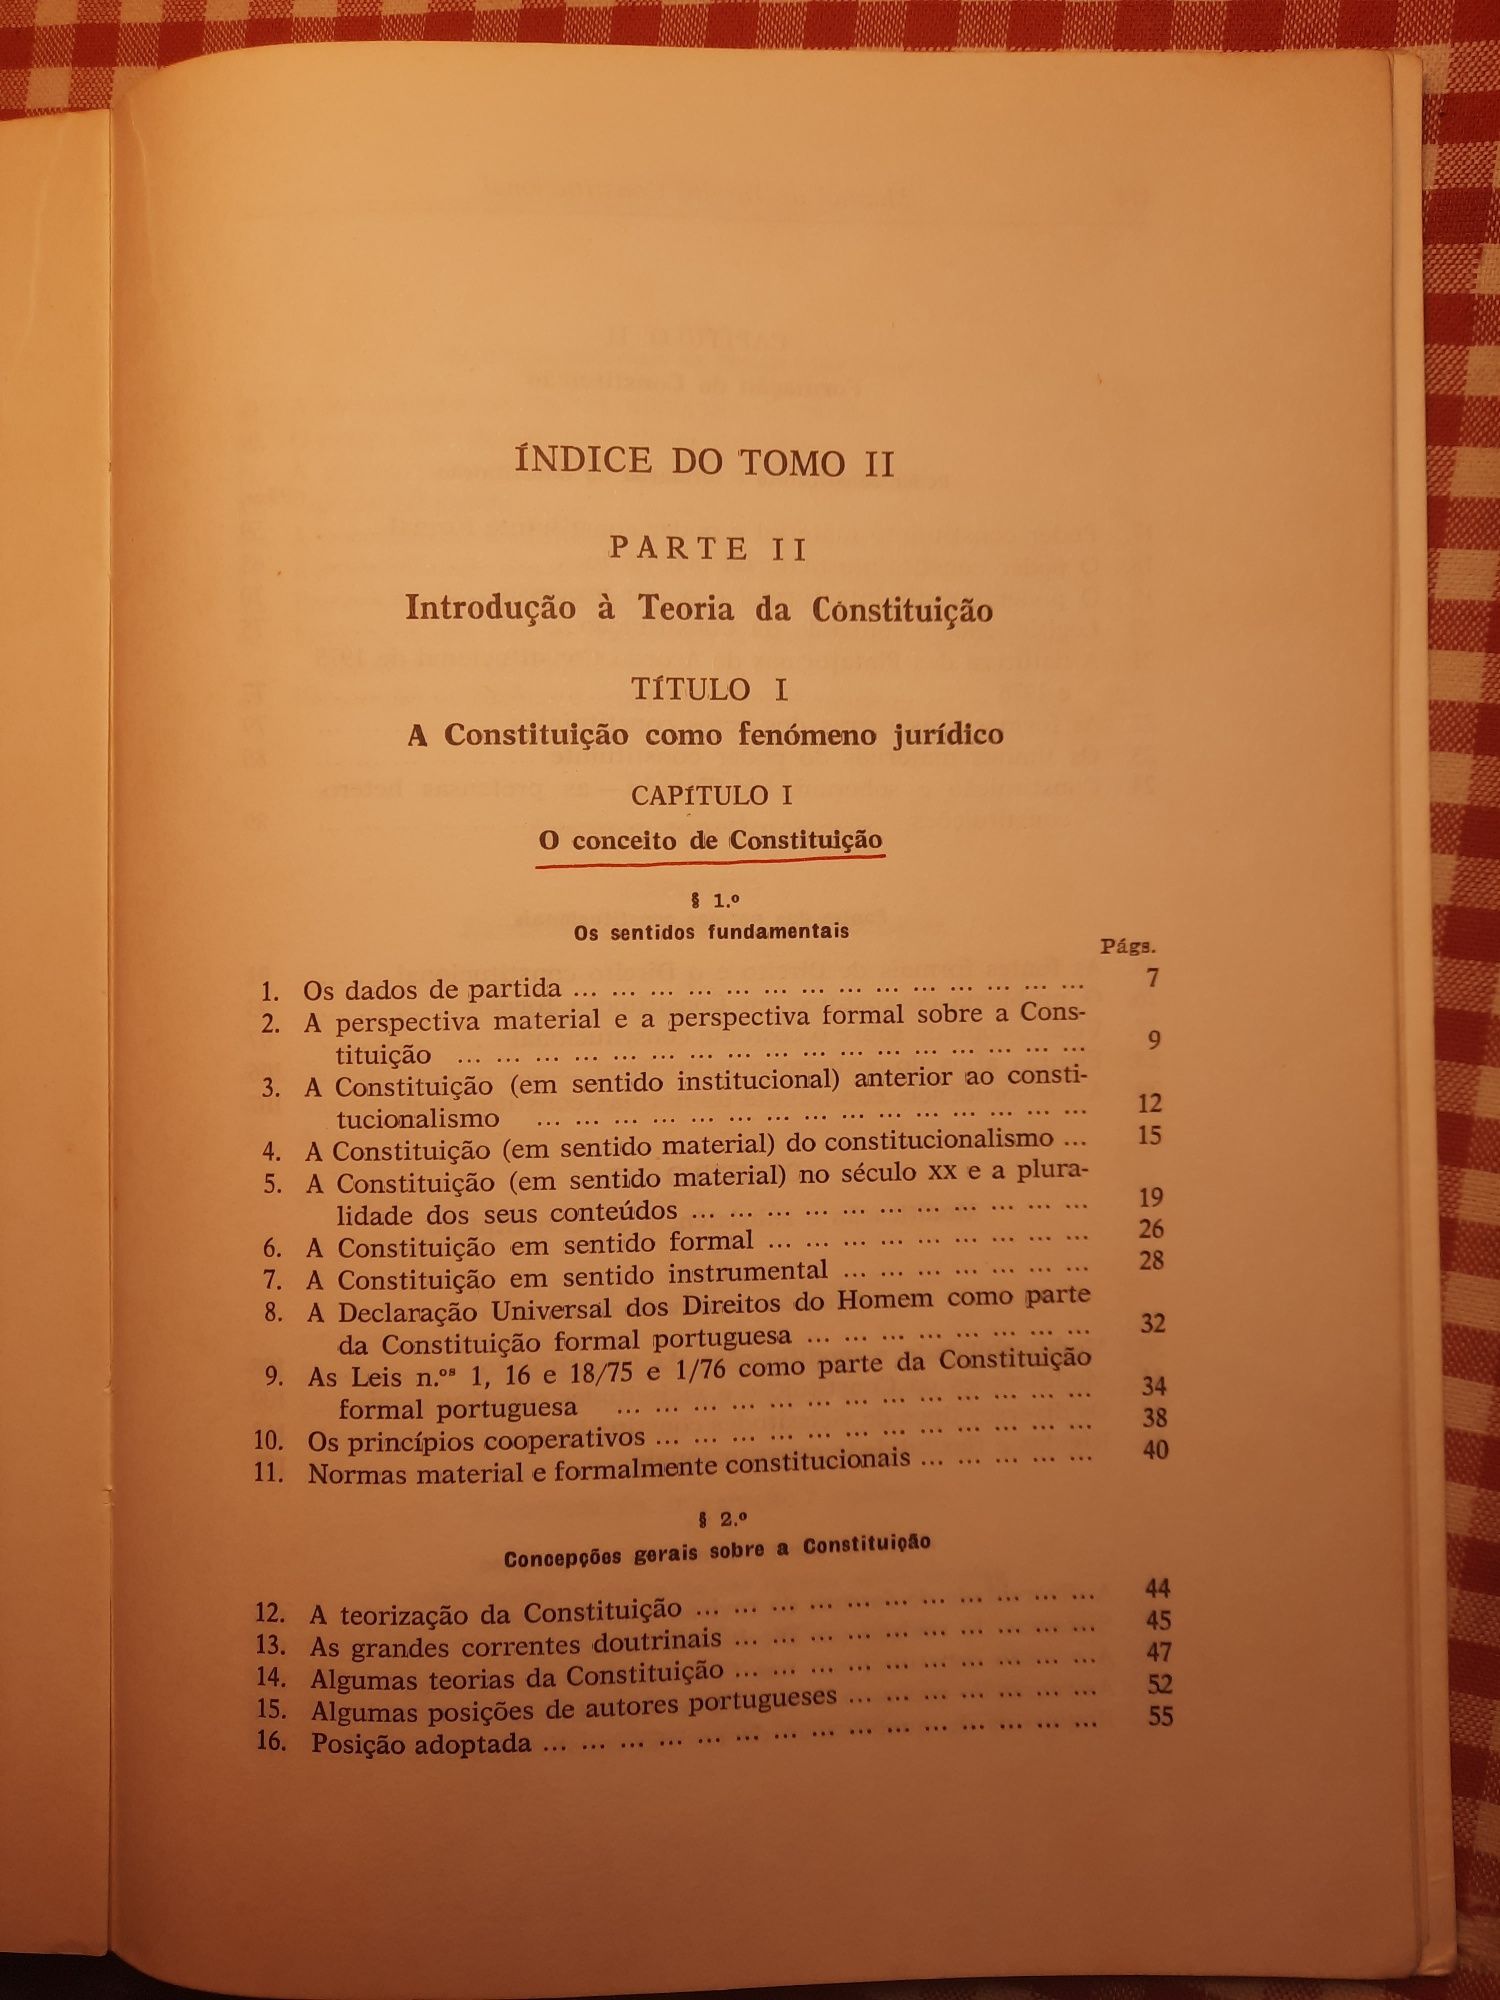 ÍNDICE DO TOMO II
PARTE II
Introdução à Teoria da Constituição
TÍTULO I
A Constituição como fenómeno jurídico
CAPÍTULO I
O conceito de Constituição
§ 1.º
Os sentidos fundamentais
Págs.
1. Os dados de partida ... ... ... ... ... ... ... ... ... ... ... ... ... ... 7
2. A perspectiva material e a perspectiva formal sobre a Cons-
tituição ... ... ... ... ... ... ... ... ... ... ... ... ... ... ... ... ... 9
3. A Constituição (em sentido institucional) anterior ao consti-
tucionalismo ... ... ... ... ... ... ... ... ... ... ... ... ... ... ... 12
4. A Constituição (em sentido material) do constitucionalismo ... 15
5. A Constituição (em sentido material) no século XX e a plura-
lidade dos seus conteúdos ... ... ... ... ... ... ... ... ... ... ... 19
6. A Constituição em sentido formal ... ... ... ... ... ... ... ... ... 26
7. A Constituição em sentido instrumental ... ... ... ... ... ... ... 28
8. A Declaração Universal dos Direitos do Homem como parte
da Constituição formal portuguesa ... ... ... ... ... ... ... ... 32
9. As Leis n.os 1, 16 e 18/75 e 1/76 como parte da Constituição
formal portuguesa ... ... ... ... ... ... ... ... ... ... ... ... ... 34
10. Os princípios cooperativos ... ... ... ... ... ... ... ... ... ... ... ... 38
11. Normas material e formalmente constitucionais ... ... ... ... ... 40
§ 2.º
Concepções gerais sobre a Constituição
12. A teorização da Constituição ... ... ... ... ... ... ... ... ... ... ... 44
13. As grandes correntes doutrinais ... ... ... ... ... ... ... ... ... ... 45
14. Algumas teorias da Constituição ... ... ... ... ... ... ... ... ... ... 47
15. Algumas posições de autores portugueses ... ... ... ... ... ... ... 52
16. Posição adoptada ... ... ... ... ... ... ... ... ... ... ... ... ... ... ... 55